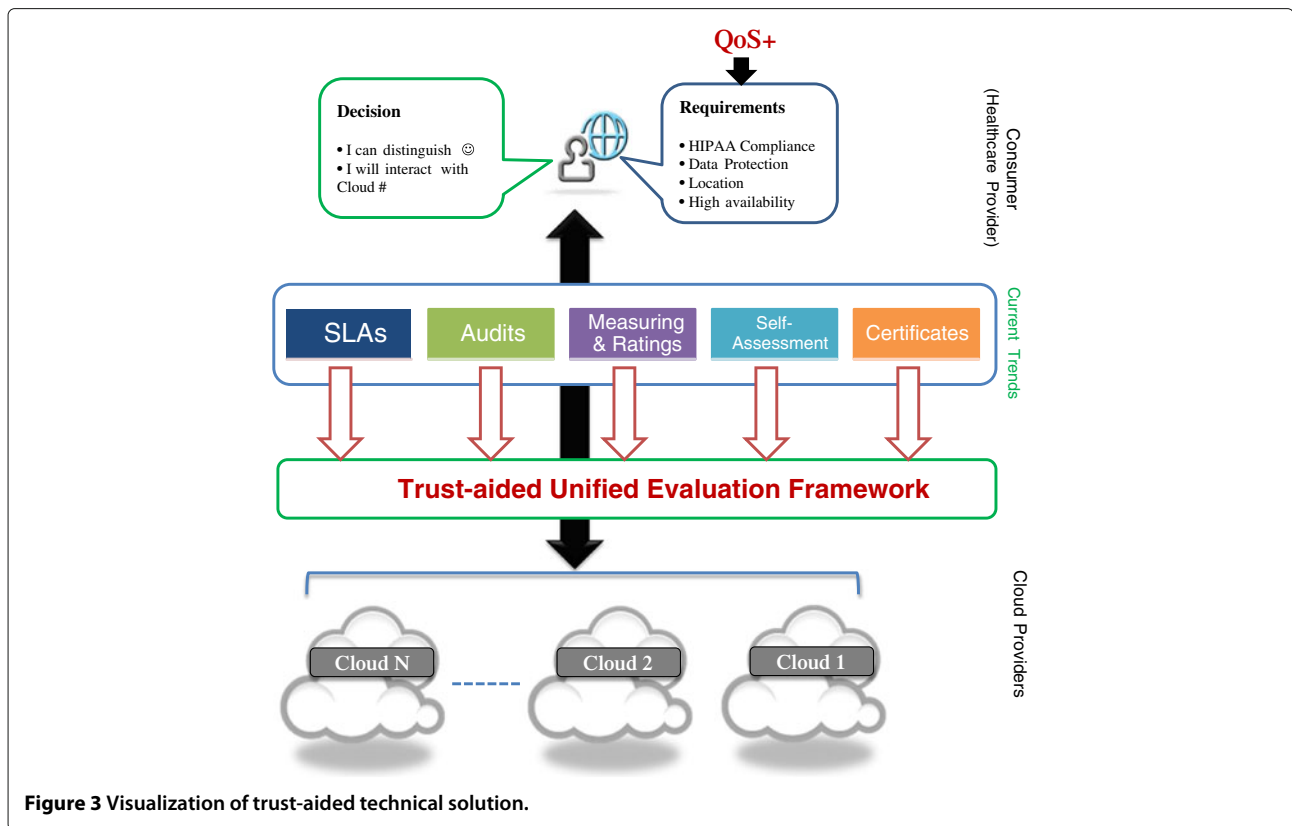 QoS+
Decision
• I can distinguish ☺
• I will interact with
Cloud #
Requirements
• HIPAA Compliance
• Data Protection
• Location
• High availability
Consumer
(Healthcare Provider)
SLAs
Audits
Measuring
& Ratings
Self-
Assessment
Certificates
Current Trends
Trust-aided Unified Evaluation Framework
Cloud N
Cloud 2
Cloud 1
Cloud Providers
Figure 3 Visualization of trust-aided technical solution.